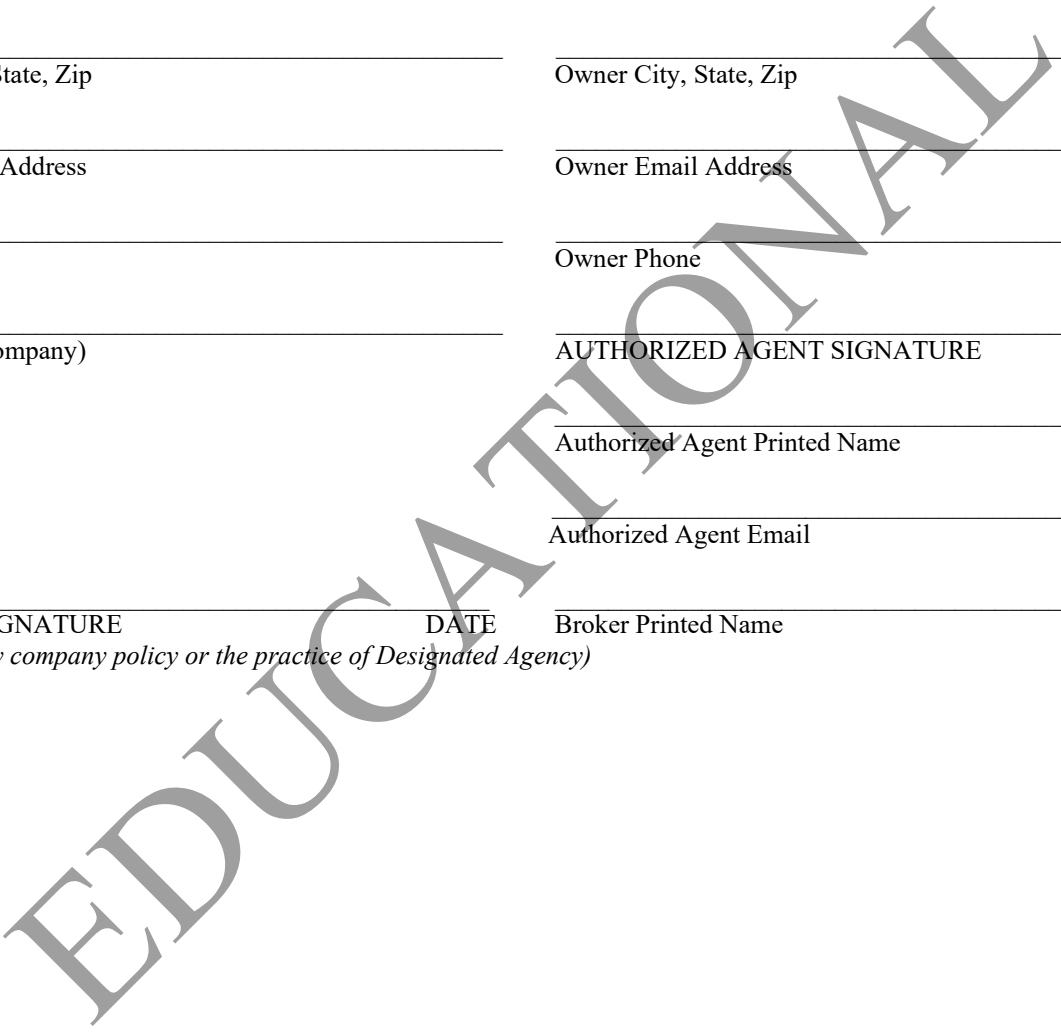 State, Zip
Owner City, State, Zip
Address
Owner Email Address
Owner Phone
ompany)
AUTHORIZED AGENT SIGNATURE
Authorized Agent Printed Name
Authorized Agent Email
GNATURE DATE
Broker Printed Name
company policy or the practice of Designated Agency)
EDUCATIONAL